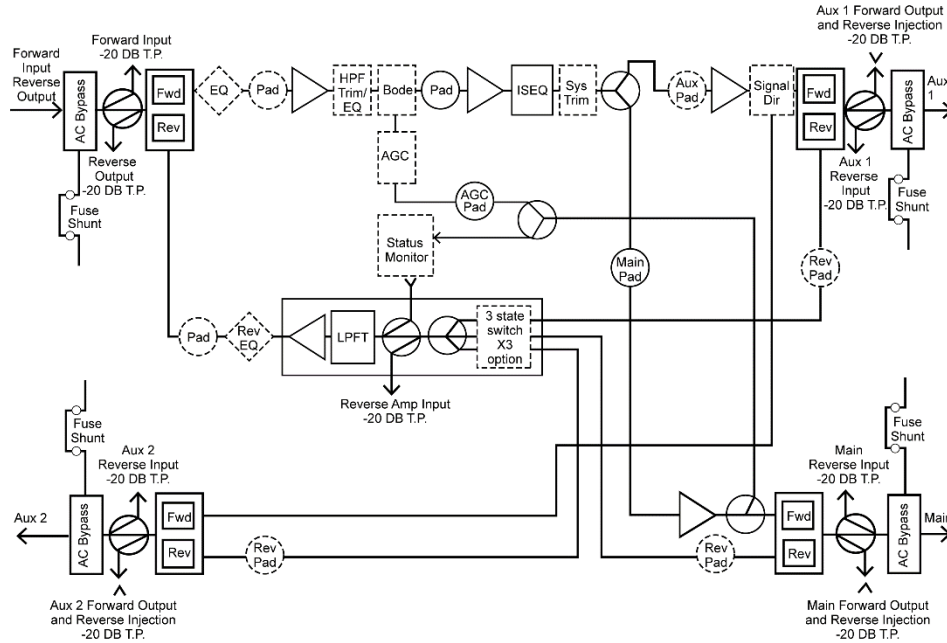 Forward
Input
Reverse
Output
Forward Input
-20 DB T.P.
AC Bypass
Fwd
Rev
EQ
Pad
HPF
Trim/
EQ
Bode
Pad
ISEQ
Sys
Trim
Aux
Pad
Signal
Dir
Aux 1 Forward Output
and Reverse Injection
-20 DB T.P.
Fwd
Rev
AC Bypass
Aux
1
Reverse
Output
-20 DB T.P.
Fuse
Shunt
AGC
AGC
Pad
Status
Monitor
Main
Pad
Aux 1
Reverse
Input
-20 DB T.P.
Fuse
Shunt
Rev
Pad
Pad
Rev
EQ
LPFT
3 state
switch
X3
option
Reverse Amp Input
-20 DB T.P.
Fuse
Shunt
Aux 2
Reverse Input
-20 DB T.P.
Aux 2
AC Bypass
Fwd
Rev
Rev
Pad
Aux 2 Forward Output
and Reverse Injection
-20 DB T.P.
Rev
Pad
Fwd
Rev
Main
Reverse Input
-20 DB T.P.
Fuse
Shunt
AC Bypass
Main
Main Forward Output
and Reverse Injection
-20 DB T.P.